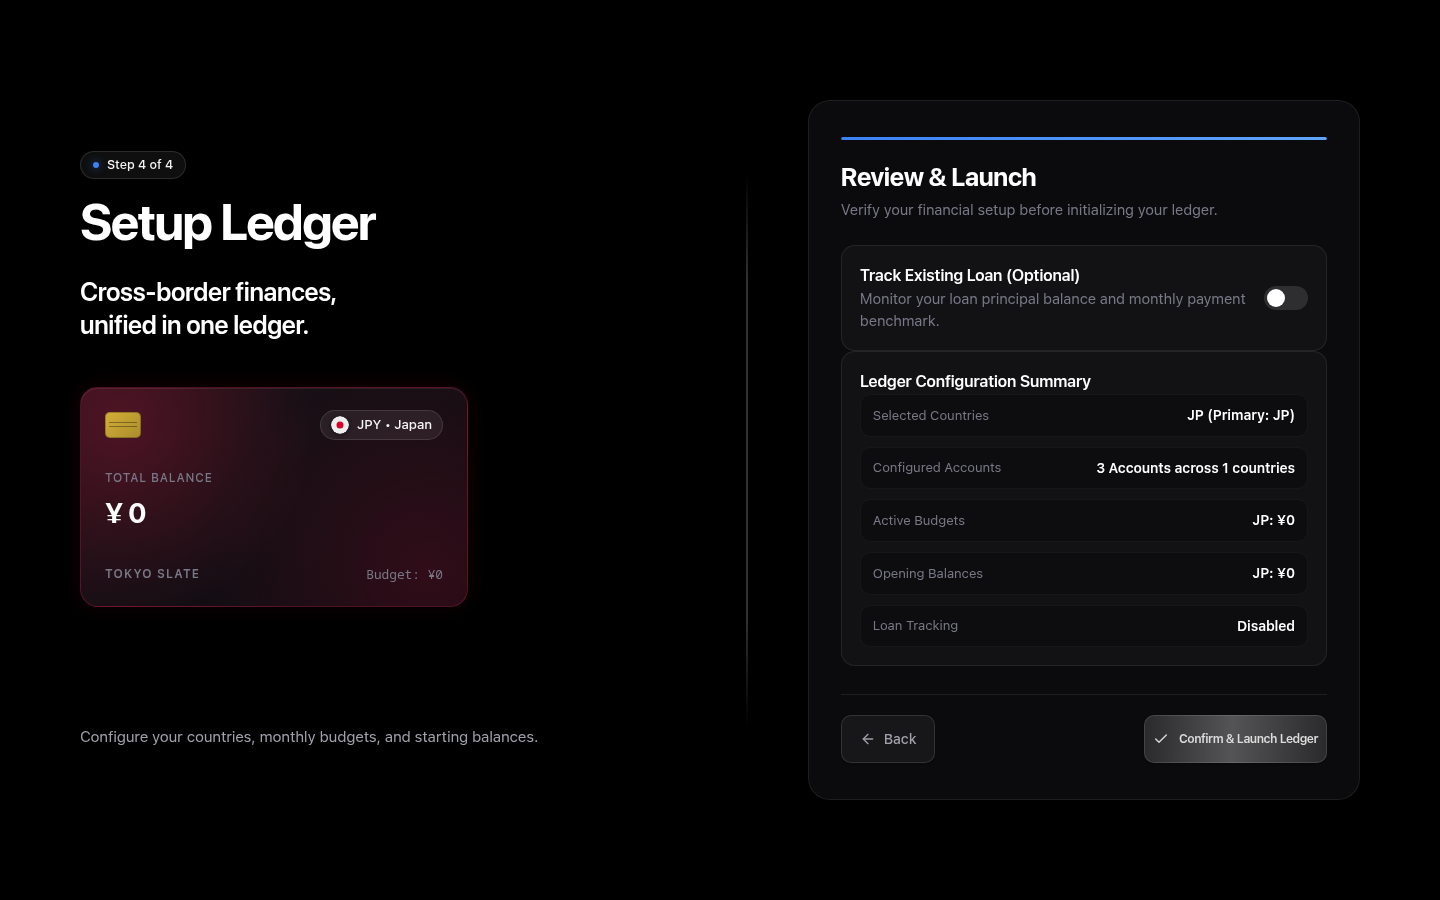 Step 4 of 4
Setup Ledger
Cross-border finances,
unified in one ledger.
JPY • Japan
TOTAL BALANCE
¥ 0
TOKYO SLATE
Budget: ¥0
Configure your countries, monthly budgets, and starting balances.
Review & Launch
Verify your financial setup before initializing your ledger.
Track Existing Loan (Optional)
Monitor your loan principal balance and monthly payment
benchmark.
Ledger Configuration Summary
Selected Countries JP (Primary: JP)
Configured Accounts 3 Accounts across 1 countries
Active Budgets JP: ¥0
Opening Balances JP: ¥0
Loan Tracking Disabled
Back
Confirm & Launch Ledger